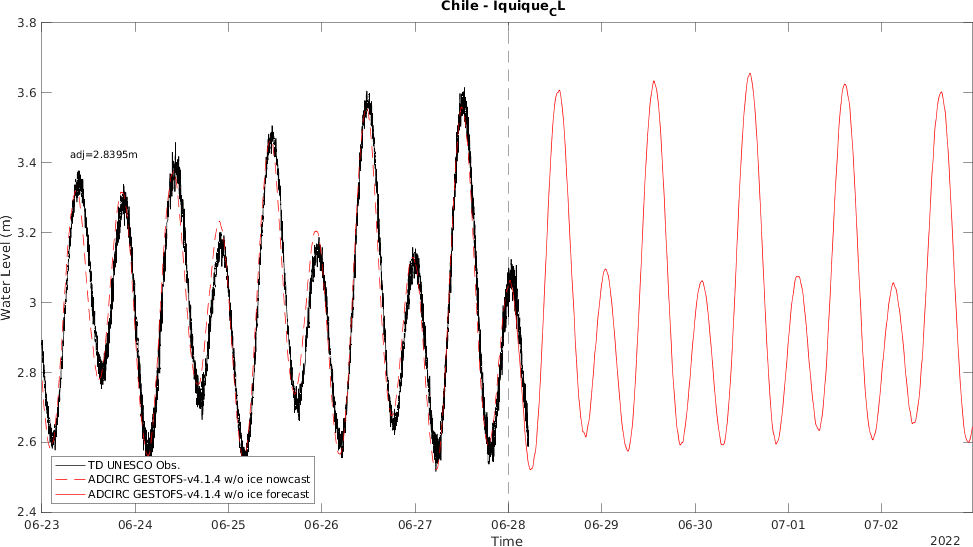 Chile - Iquique_CL
3.8
3.6
3.4
3.2
3
2.8
2.6
2.4
Water Level (m)
adj=2.8395m
TD UNESCO Obs.
ADCIRC GESTOFS-v4.1.4 w/o ice nowcast
ADCIRC GESTOFS-v4.1.4 w/o ice forecast
06-23 06-24 06-25 06-26 06-27 06-28 06-29 06-30 07-01 07-02
Time
2022